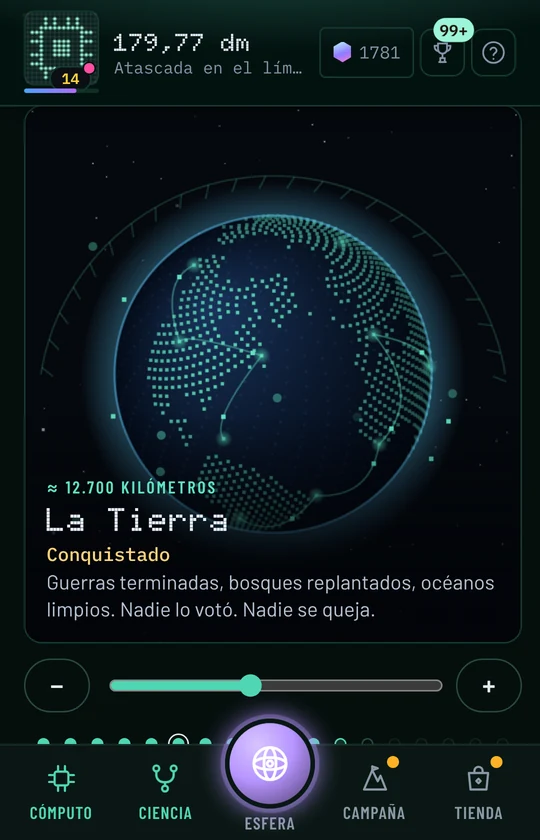 179,77 dm
Atascada en el lím…
14
1781
99+
?
≈ 12.700 KILÓMETROS
La Tierra
Conquistado
Guerras terminadas, bosques replantados, océanos
limpios. Nadie lo votó. Nadie se queja.
−
+
CÓMPUTO
CIENCIA
ESFERA
CAMPAÑA
TIENDA